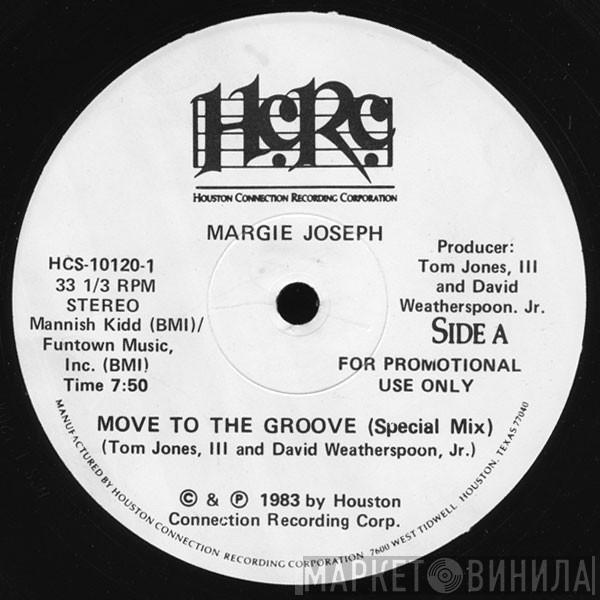 HCRC
HOUSTON CONNECTION RECORDING CORPORATION
MARGIE JOSEPH
HCS-10120-1
33 1/3 RPM
STEREO
Mannish Kidd (BMI)/
Funtown Music,
Inc. (BMI)
Time 7:50
Producer:
Tom Jones, III
and David
Weatherspoon. Jr.
SIDE A
FOR PROMOTIONAL
USE ONLY
MOVE TO THE GROOVE (Special Mix)
(Tom Jones, III and David Weatherspoon, Jr.)
© & ℗ 1983 by Houston
Connection Recording Corp.
MANUFACTURED BY HOUSTON CONNECTION RECORDING CORPORATION 7600 WEST TIDWELL, HOUSTON, TEXAS 77040
МАРКЕТ ВИНИЛА